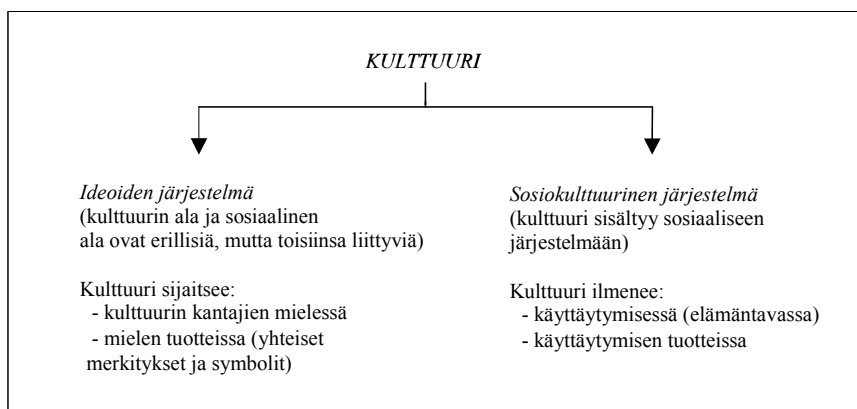 KULTTUURI
Ideoiden järjestelmä
(kulttuurin ala ja sosiaalinen
ala ovat erillisiä, mutta toisiinsa liittyviä)
Kulttuuri sijaitsee:
- kulttuurin kantajien mielessä
- mielen tuotteissa (yhteiset
merkitykset ja symbolit)
Sosiokulttuurinen järjestelmä
(kulttuuri sisältyy sosiaaliseen
järjestelmään)
Kulttuuri ilmenee:
- käyttäytymisessä (elämäntavassa)
- käyttäytymisen tuotteissa